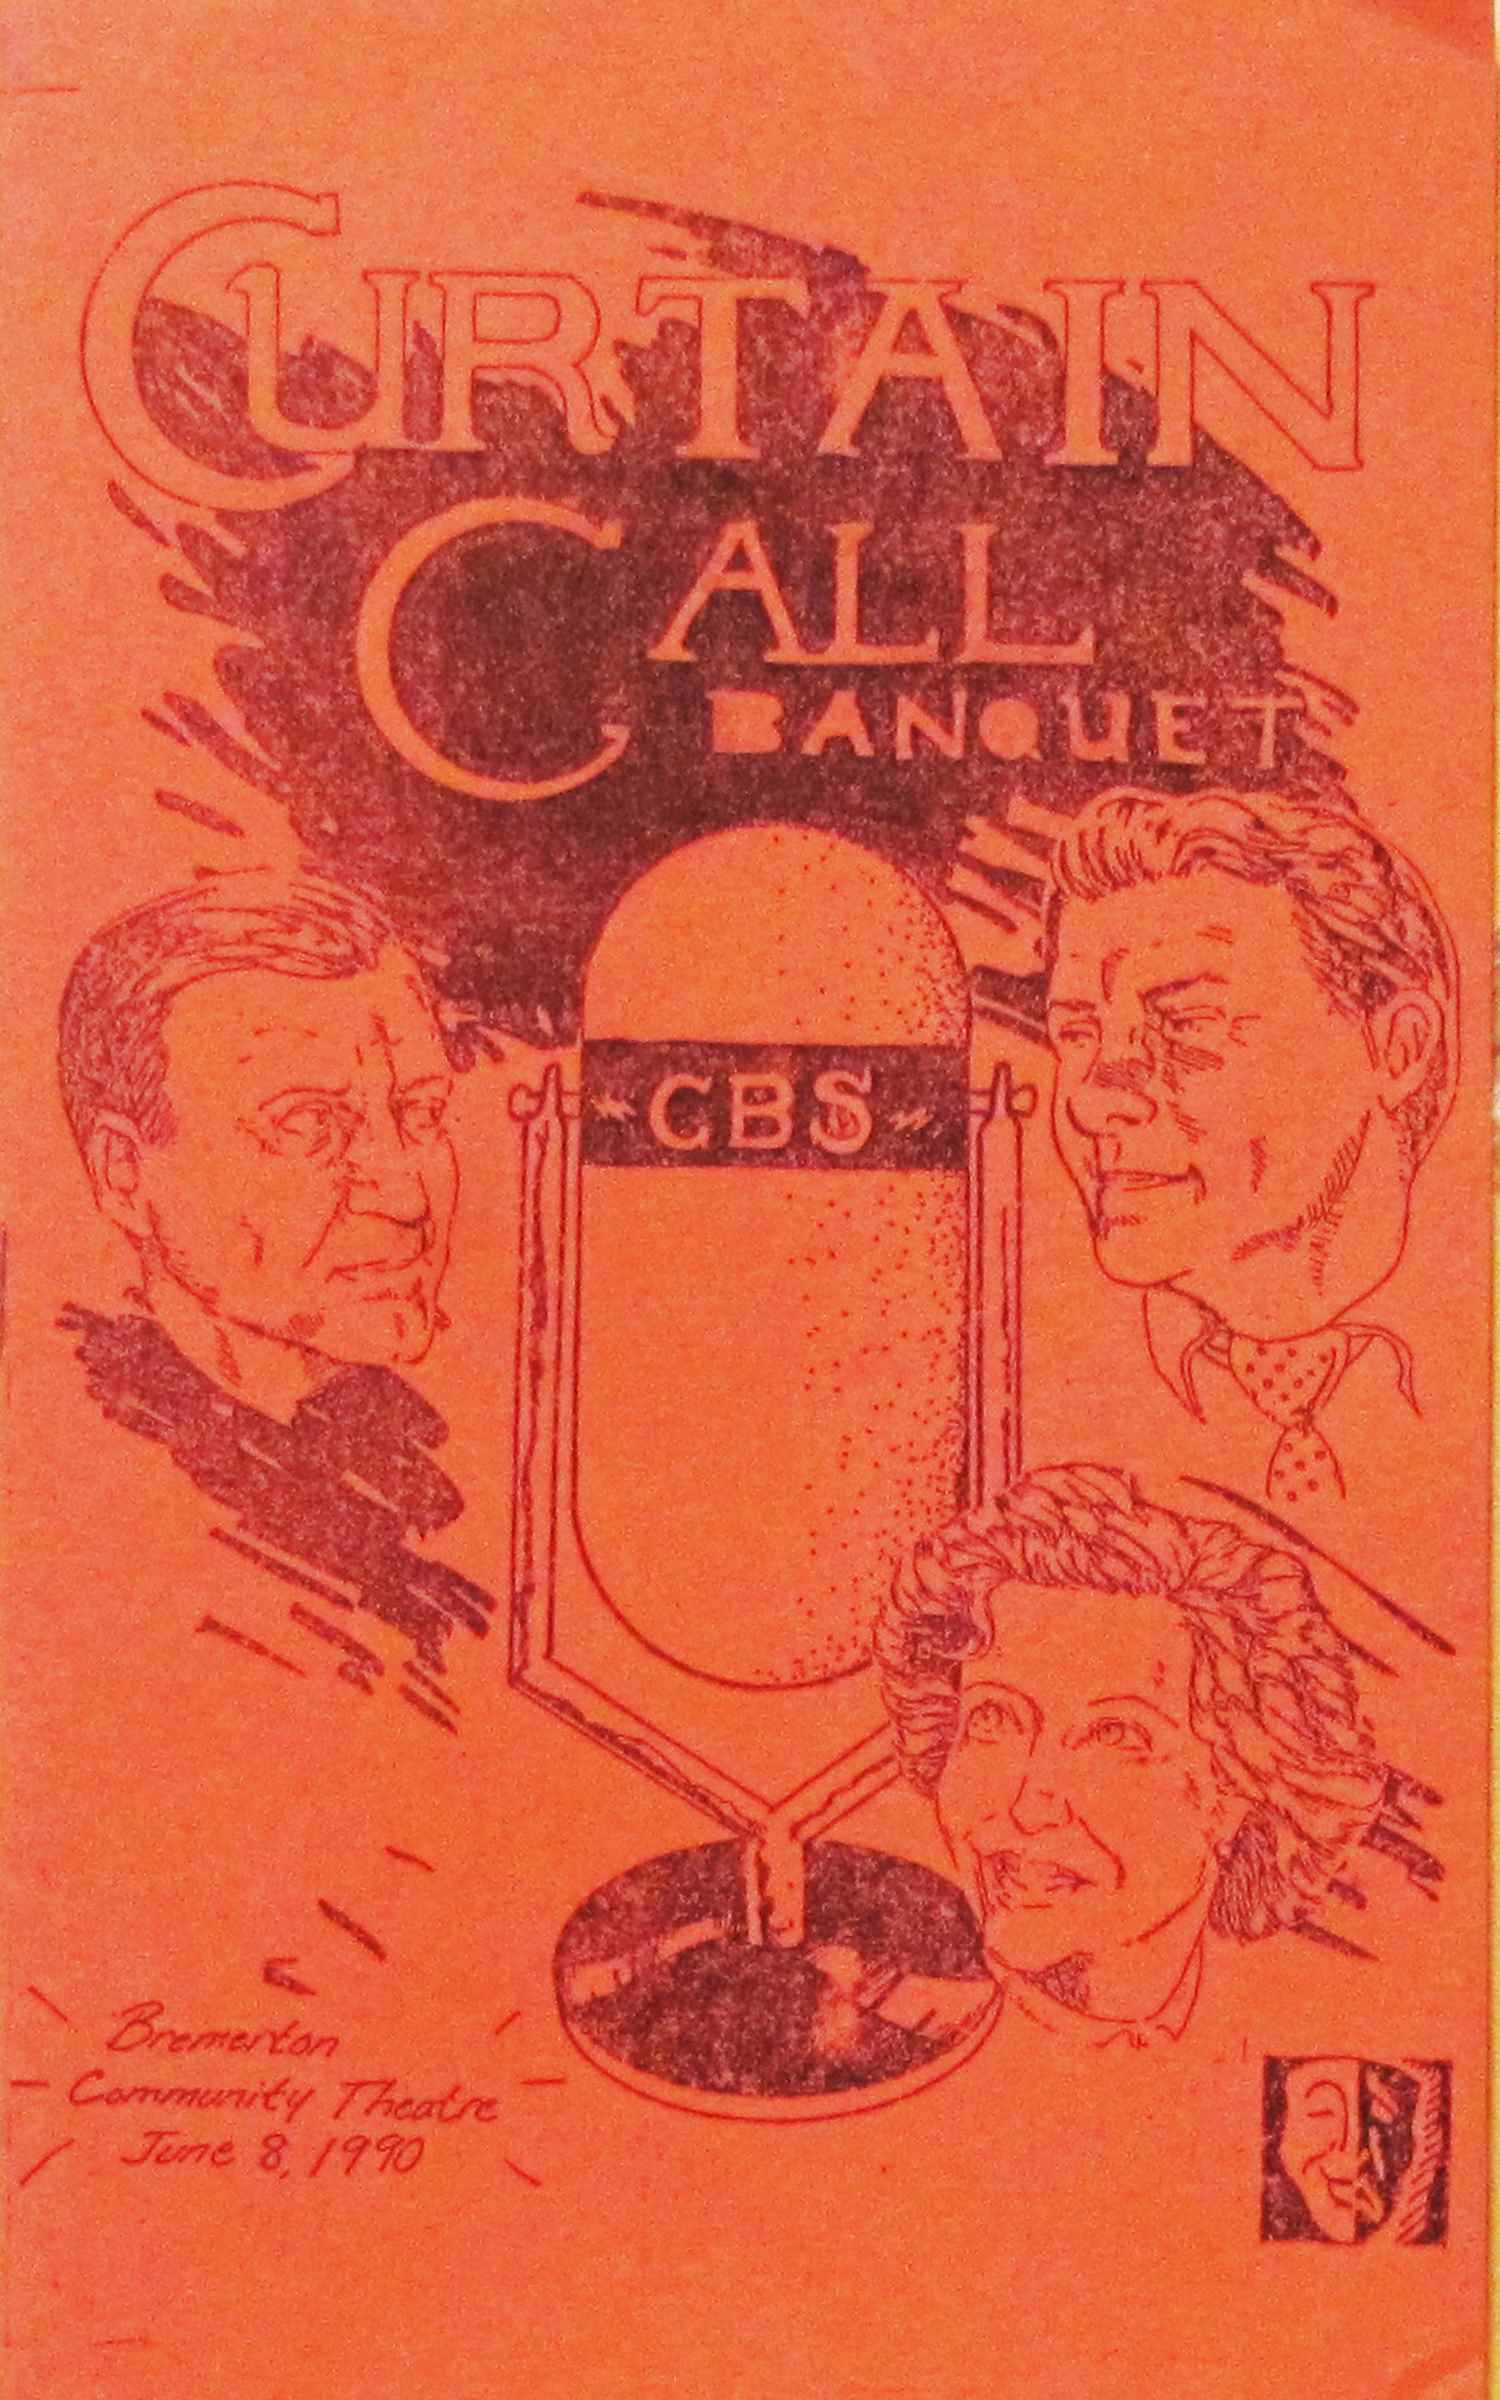 CURTAIN
CALL
BANQUET
CBS
Bremerton
Community Theatre
June 8, 1990